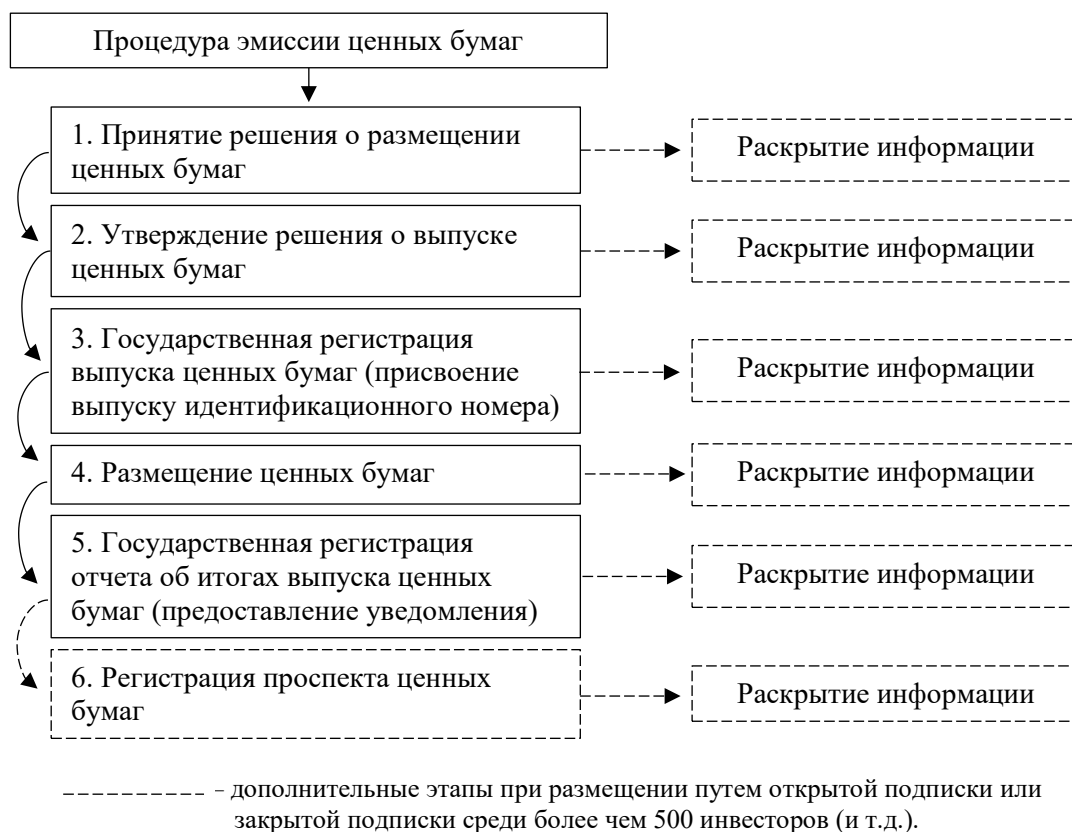 Процедура эмиссии ценных бумаг
1. Принятие решения о размещении
ценных бумаг
Раскрытие информации
2. Утверждение решения о выпуске
ценных бумаг
Раскрытие информации
3. Государственная регистрация
выпуска ценных бумаг (присвоение
выпуску идентификационного номера)
Раскрытие информации
4. Размещение ценных бумаг
Раскрытие информации
5. Государственная регистрация
отчета об итогах выпуска ценных
бумаг (предоставление уведомления)
Раскрытие информации
6. Регистрация проспекта ценных
бумаг
Раскрытие информации
– дополнительные этапы при размещении путем открытой подписки или
закрытой подписки среди более чем 500 инвесторов (и т.д.).